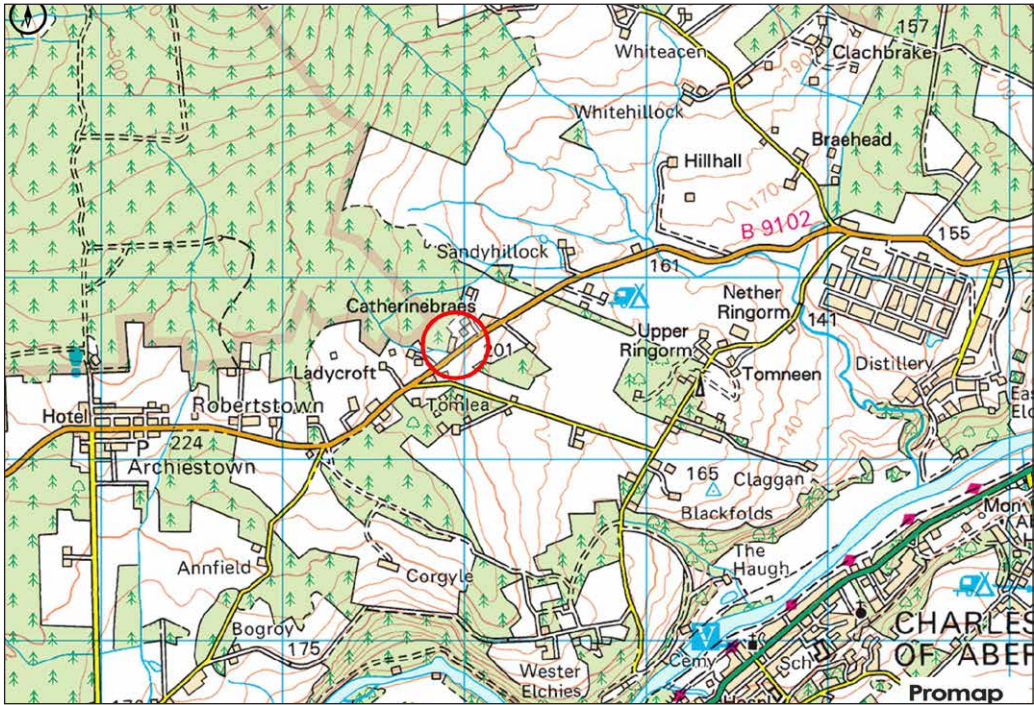 300
Whiteacen
157
Clachbrake
190
Whitehillock
Hillhall
Braehead
170
B 9102
155
Sandyhillock
161
Catherinebraes
201
Nether
Ringorm
141
Upper
Ringorm
Tomneen
Distillery
Ladycroft
Tomlea
Robertstown
Hotel
P
224
Archiestown
140
165
Claggan
Blackfolds
The
Haugh
Annfield
Corgyle
Bogroy
175
Wester
Elchies
V
Cemy
Sch
CHARLES
OF ABER
Promap